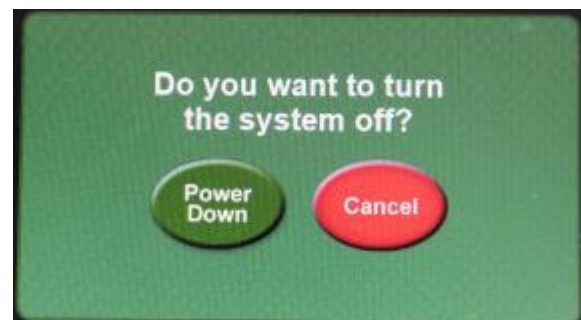 Do you want to turn
the system off?
Power
Down
Cancel